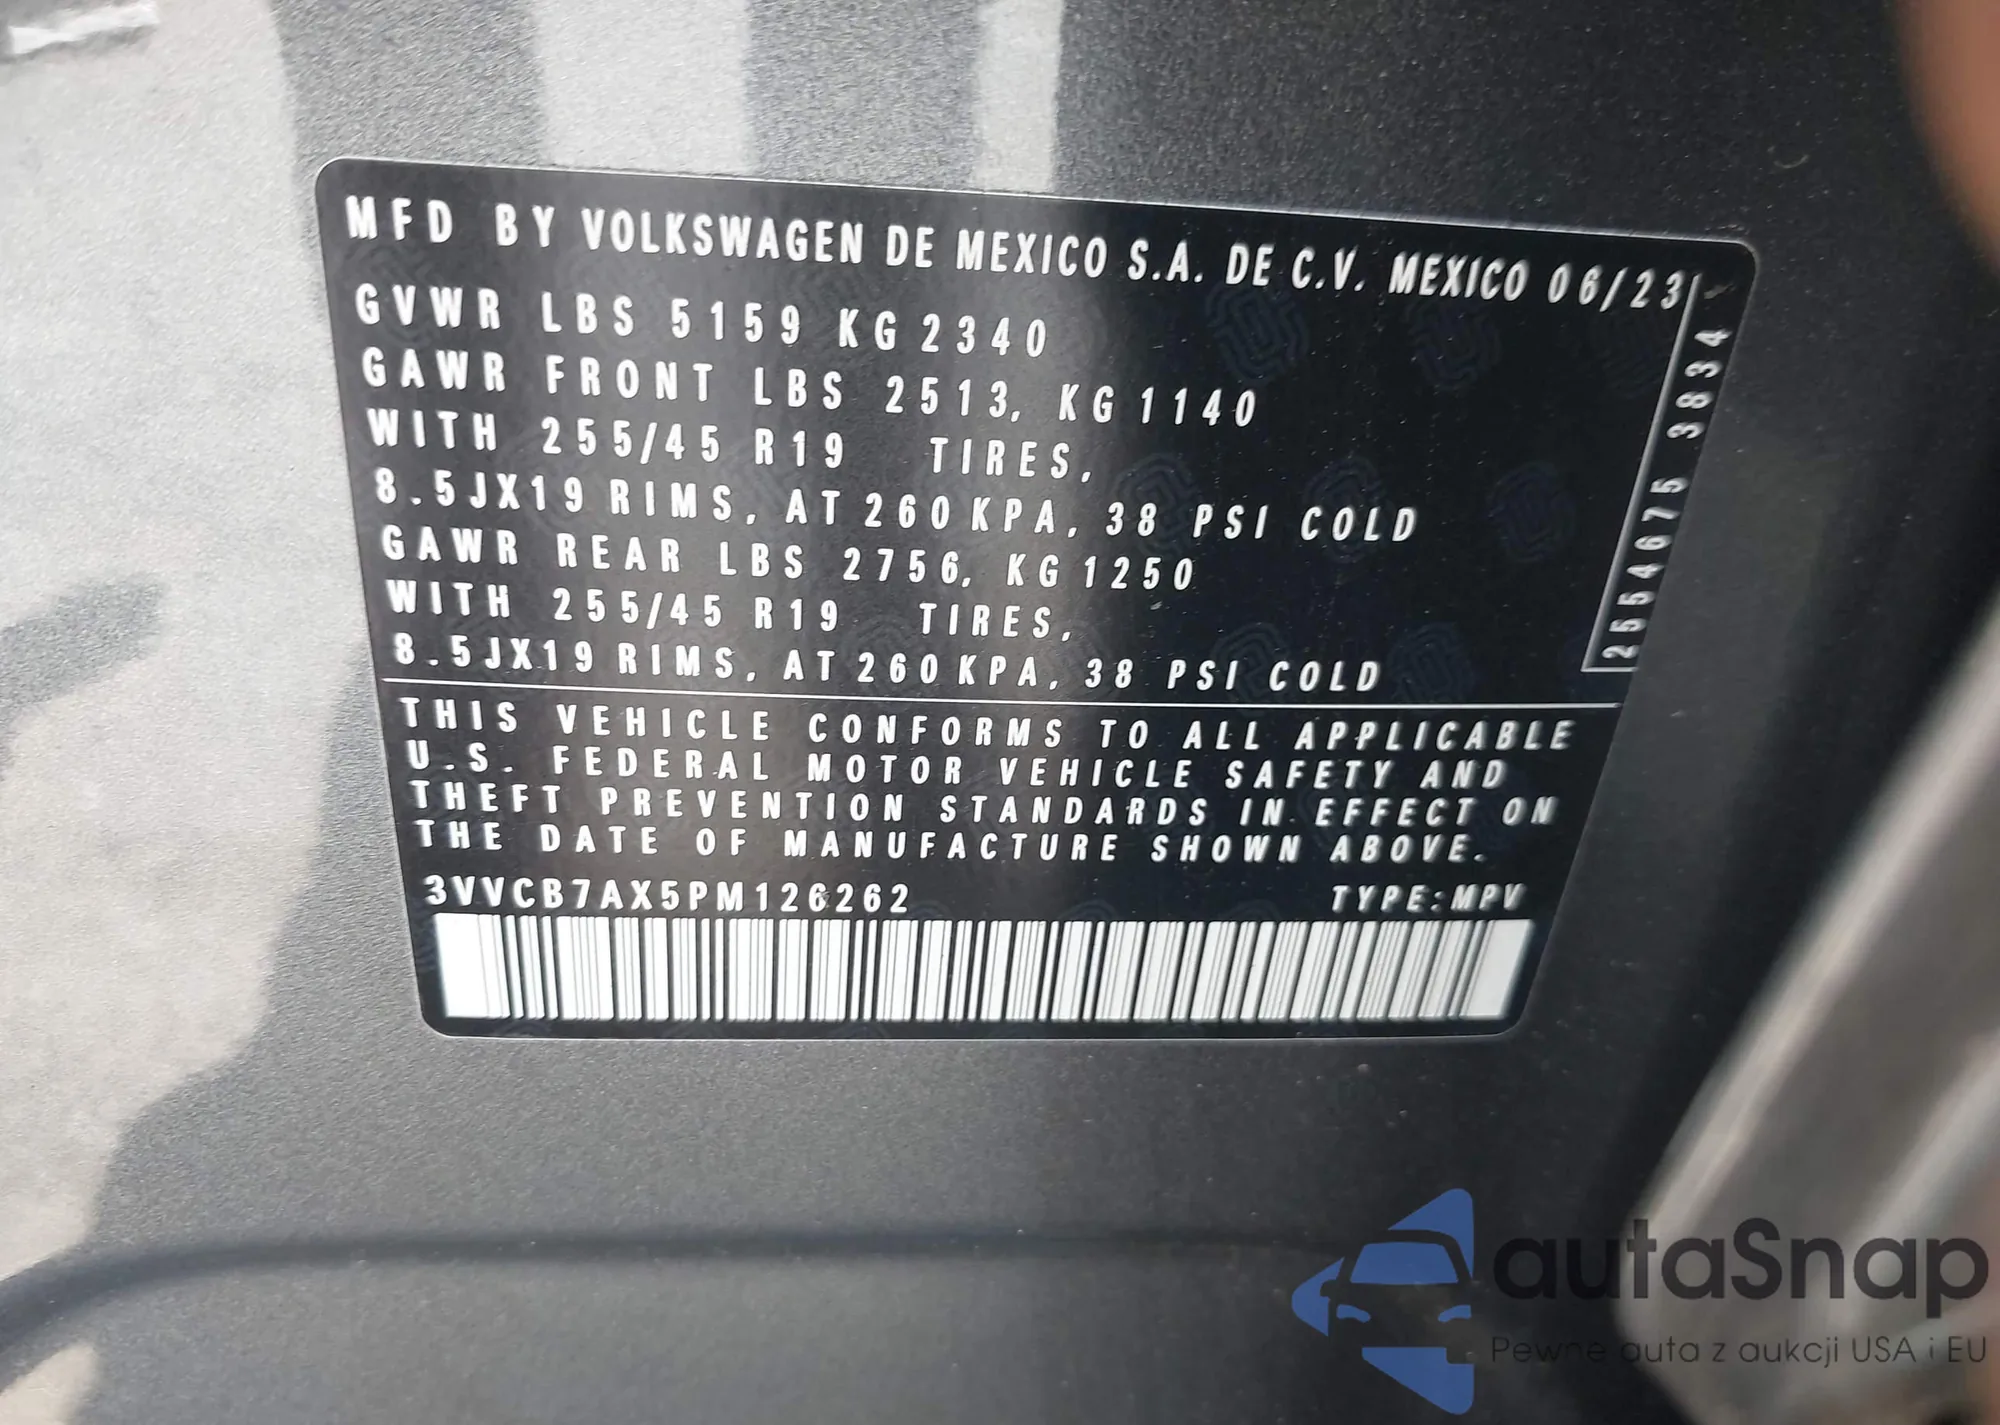 MFD BY VOLKSWAGEN DE MEXICO S.A. DE C.V. MEXICO 06/23
GVWR LBS 5159 KG 2340
GAWR FRONT LBS 2513, KG 1140
WITH 255/45 R19 TIRES,
8.5JX19 RIMS, AT 260 KPA, 38 PSI COLD
GAWR REAR LBS 2756, KG 1250
WITH 255/45 R19 TIRES,
8.5JX19 RIMS, AT 260 KPA, 38 PSI COLD
2554675 3834
THIS VEHICLE CONFORMS TO ALL APPLICABLE
U.S. FEDERAL MOTOR VEHICLE SAFETY AND
THEFT PREVENTION STANDARDS IN EFFECT ON
THE DATE OF MANUFACTURE SHOWN ABOVE.
3VVCB7AX5PM126262 TYPE:MPV
autaSnap
Pewne auta z aukcji USA i EU